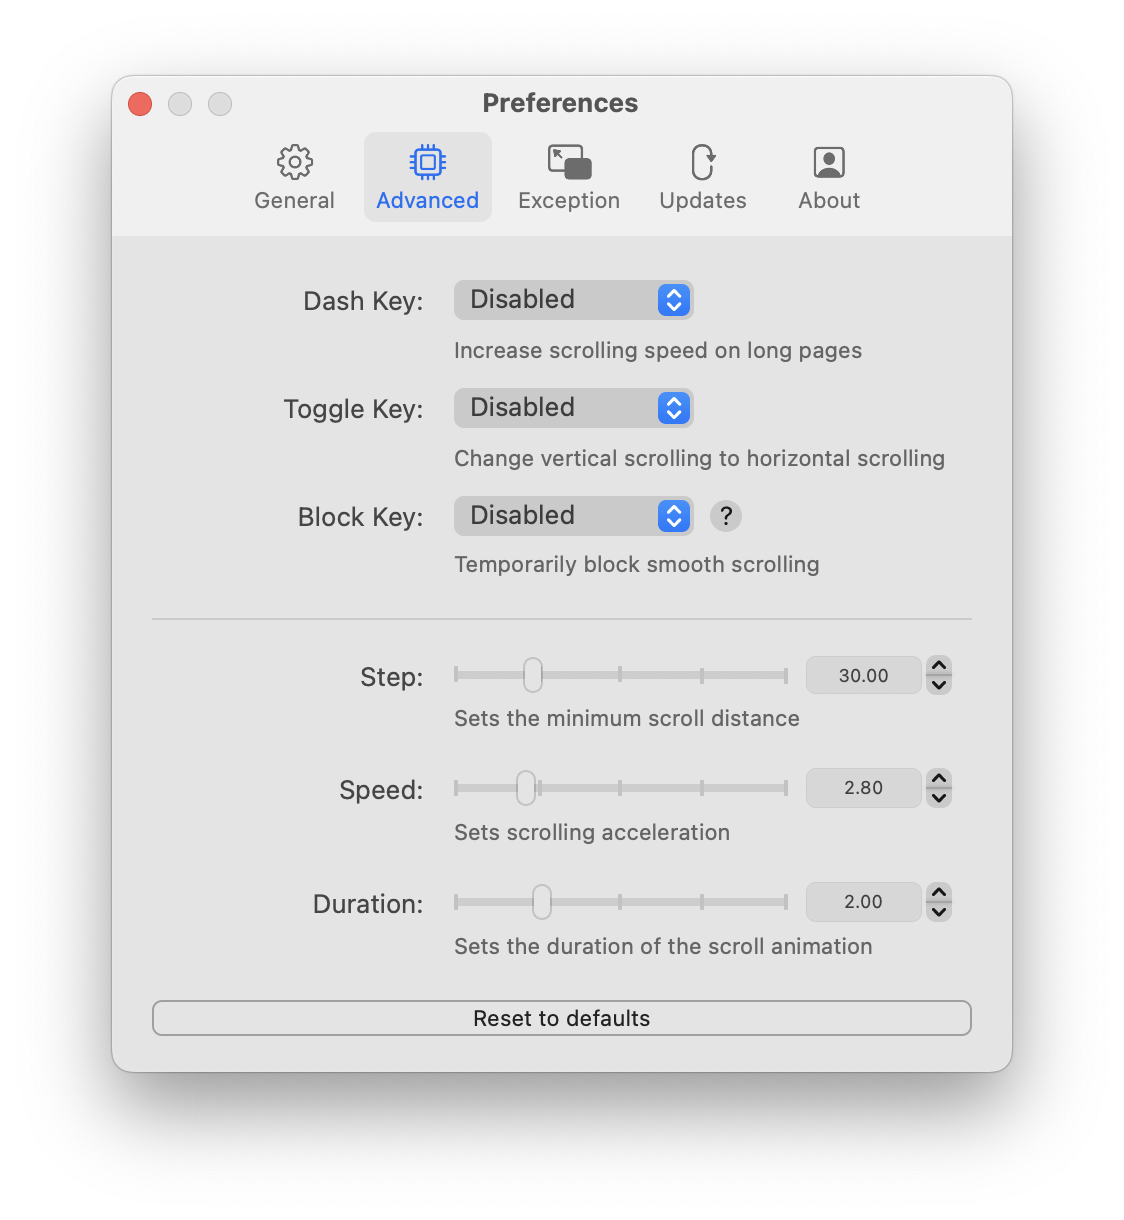 Preferences
General
Advanced
Exception
Updates
About
Dash Key: Disabled
Increase scrolling speed on long pages
Toggle Key: Disabled
Change vertical scrolling to horizontal scrolling
Block Key: Disabled ?
Temporarily block smooth scrolling
Step: 30.00
Sets the minimum scroll distance
Speed: 2.80
Sets scrolling acceleration
Duration: 2.00
Sets the duration of the scroll animation
Reset to defaults